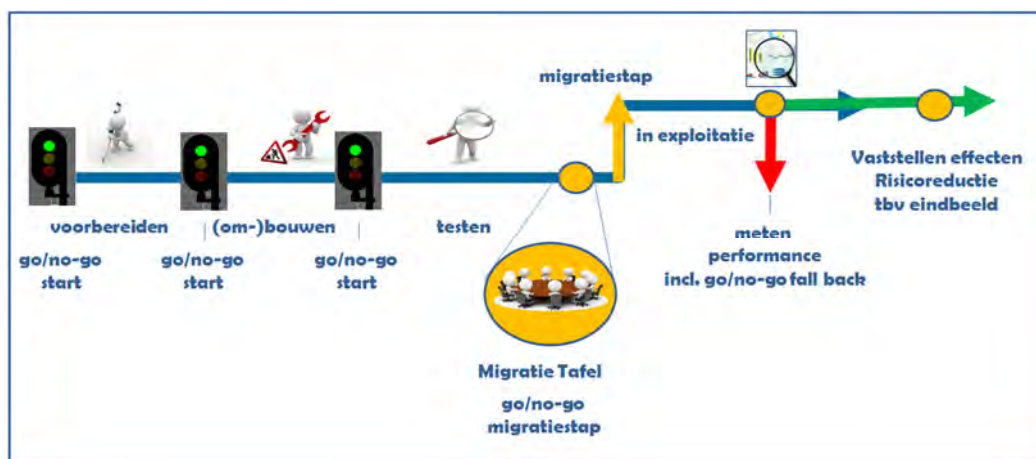 migratiestap
in exploitatie
Vaststellen effecten
Risicoreductie
tbv eindbeeld
voorbereiden
(om-)bouwen
testen
go/no-go
start
go/no-go
start
go/no-go
start
meten
performance
incl. go/no-go fall back
Migratie Tafel
go/no-go
migratiestap